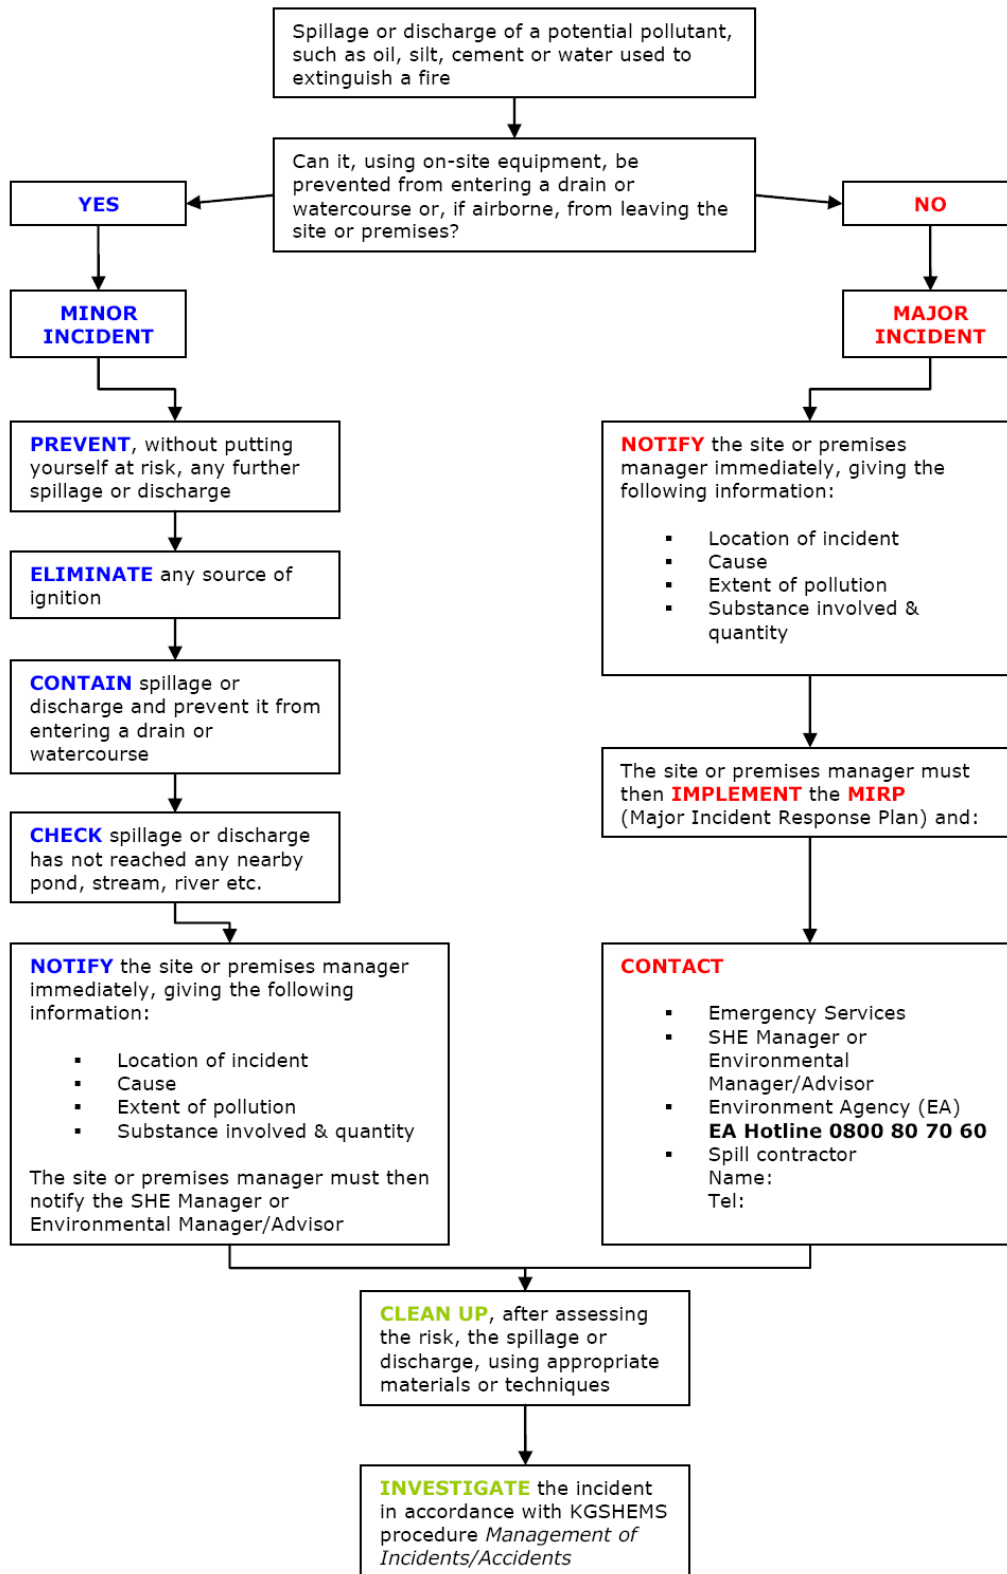 Spillage or discharge of a potential pollutant,
such as oil, silt, cement or water used to
extinguish a fire
Can it, using on-site equipment, be
prevented from entering a drain or
watercourse or, if airborne, from leaving the
site or premises?
YES
NO
MINOR
INCIDENT
MAJOR
INCIDENT
PREVENT, without putting
yourself at risk, any further
spillage or discharge
ELIMINATE any source of
ignition
CONTAIN spillage or
discharge and prevent it from
entering a drain or
watercourse
CHECK spillage or discharge
has not reached any nearby
pond, stream, river etc.
NOTIFY the site or premises manager
immediately, giving the following
information:
▪ Location of incident
▪ Cause
▪ Extent of pollution
▪ Substance involved & quantity
The site or premises manager must then
notify the SHE Manager or
Environmental Manager/Advisor
NOTIFY the site or premises
manager immediately, giving the
following information:
▪ Location of incident
▪ Cause
▪ Extent of pollution
▪ Substance involved &
quantity
The site or premises manager must
then IMPLEMENT the MIRP
(Major Incident Response Plan) and:
CONTACT
▪ Emergency Services
▪ SHE Manager or
Environmental
Manager/Advisor
▪ Environment Agency (EA)
EA Hotline 0800 80 70 60
▪ Spill contractor
Name:
Tel:
CLEAN UP, after assessing
the risk, the spillage or
discharge, using appropriate
materials or techniques
INVESTIGATE the incident
in accordance with KGSHEMS
procedure Management of
Incidents/Accidents